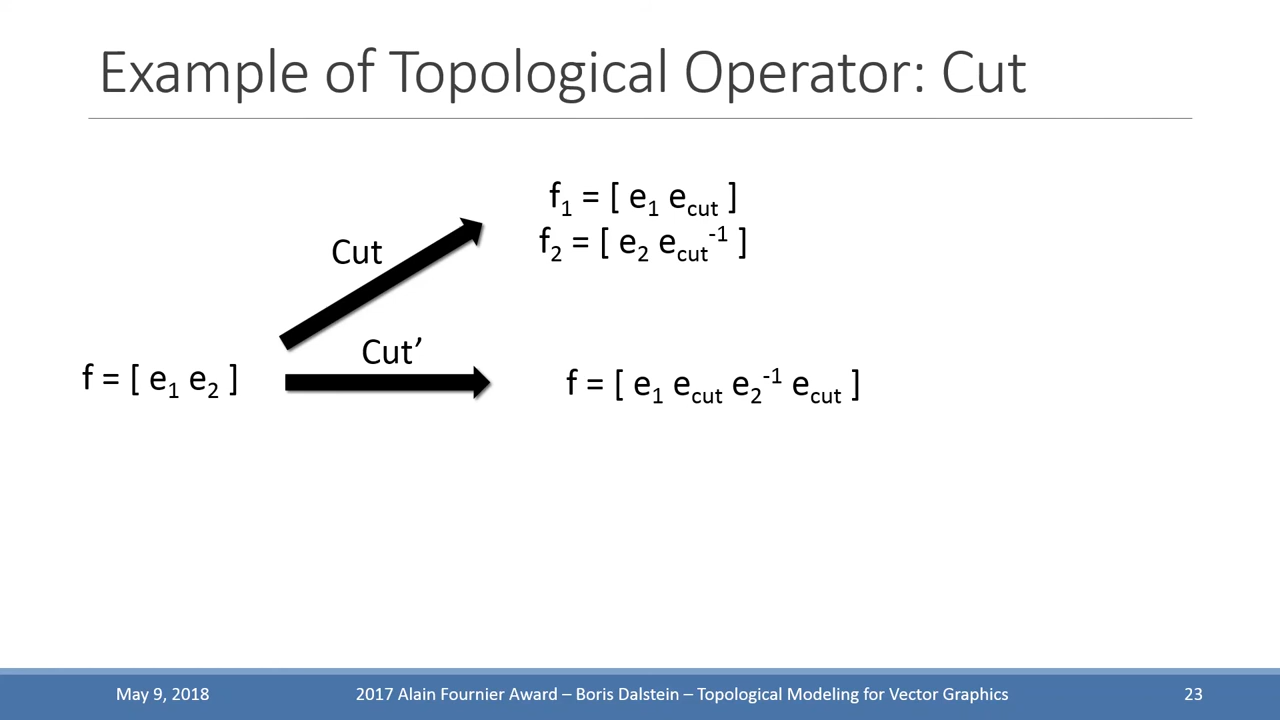 Example of Topological Operator: Cut
f₁ = [ e₁ e_cut ]
f₂ = [ e₂ e_cut⁻¹ ]
Cut
Cut’
f = [ e₁ e₂ ]
f = [ e₁ e_cut e₂⁻¹ e_cut ]
May 9, 2018
2017 Alain Fournier Award – Boris Dalstein – Topological Modeling for Vector Graphics
23